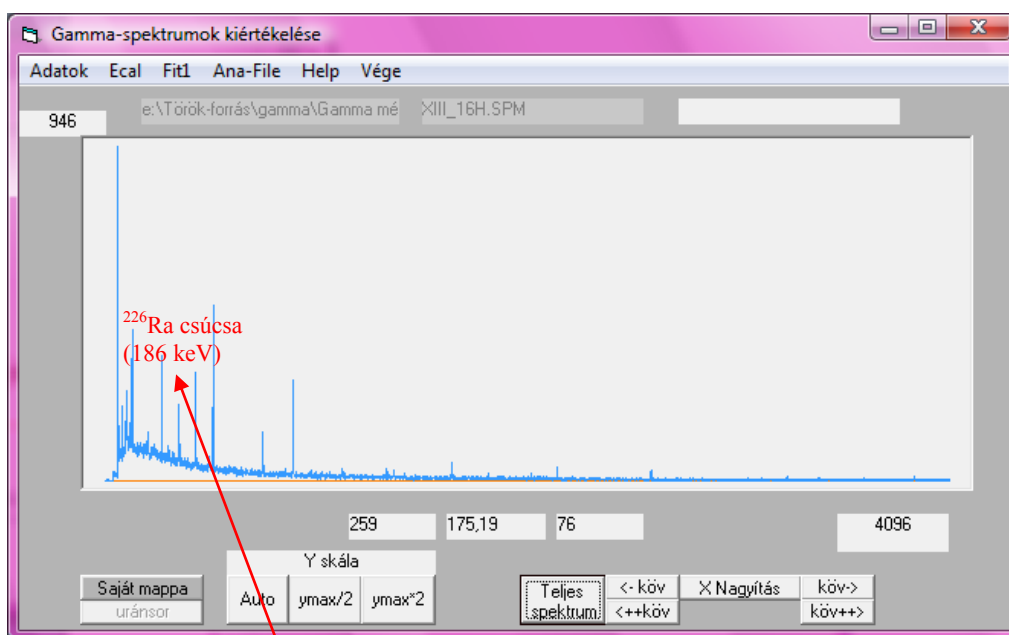 Gamma-spektrumok kiértékelése
Adatok Ecal Fit1 Ana-File Help Vége
946 e:\Török-forrás\gamma\Gamma mé XIII_16H.SPM
226Ra csúcsa
(186 keV)
259 175,19 76 4096
Y skála
Saját mappa
uránsor
Auto ymax/2 ymax*2
Teljes
spektrum
<- köv X Nagyítás köv->
<++köv köv++>